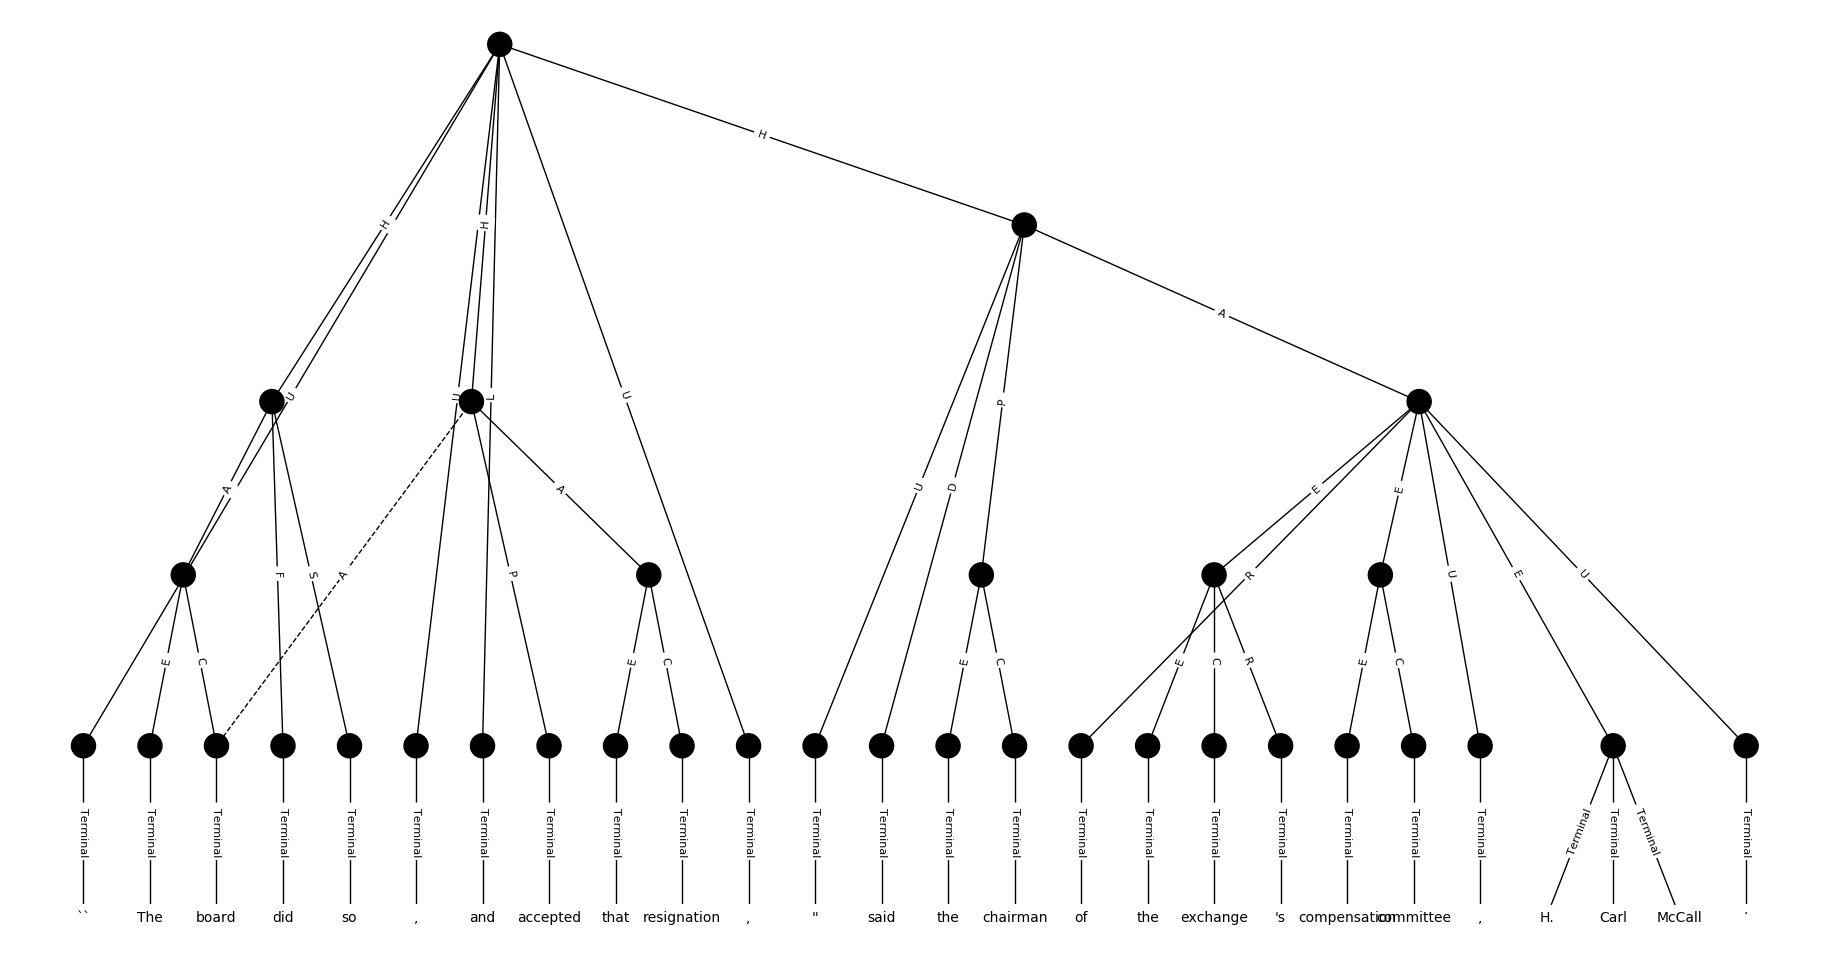 H
H H
A
U U L U P
U D A E E
F S A P R U E U
E C E C E C E C R E C
Terminal Terminal Terminal Terminal Terminal Terminal Terminal Terminal Terminal Terminal Terminal Terminal Terminal Terminal Terminal Terminal Terminal Terminal Terminal Terminal Terminal Terminal Terminal Terminal Terminal Terminal
`` The board did so , and accepted that resignation , " said the chairman of the exchange 's compensation committee , H. Carl McCall .